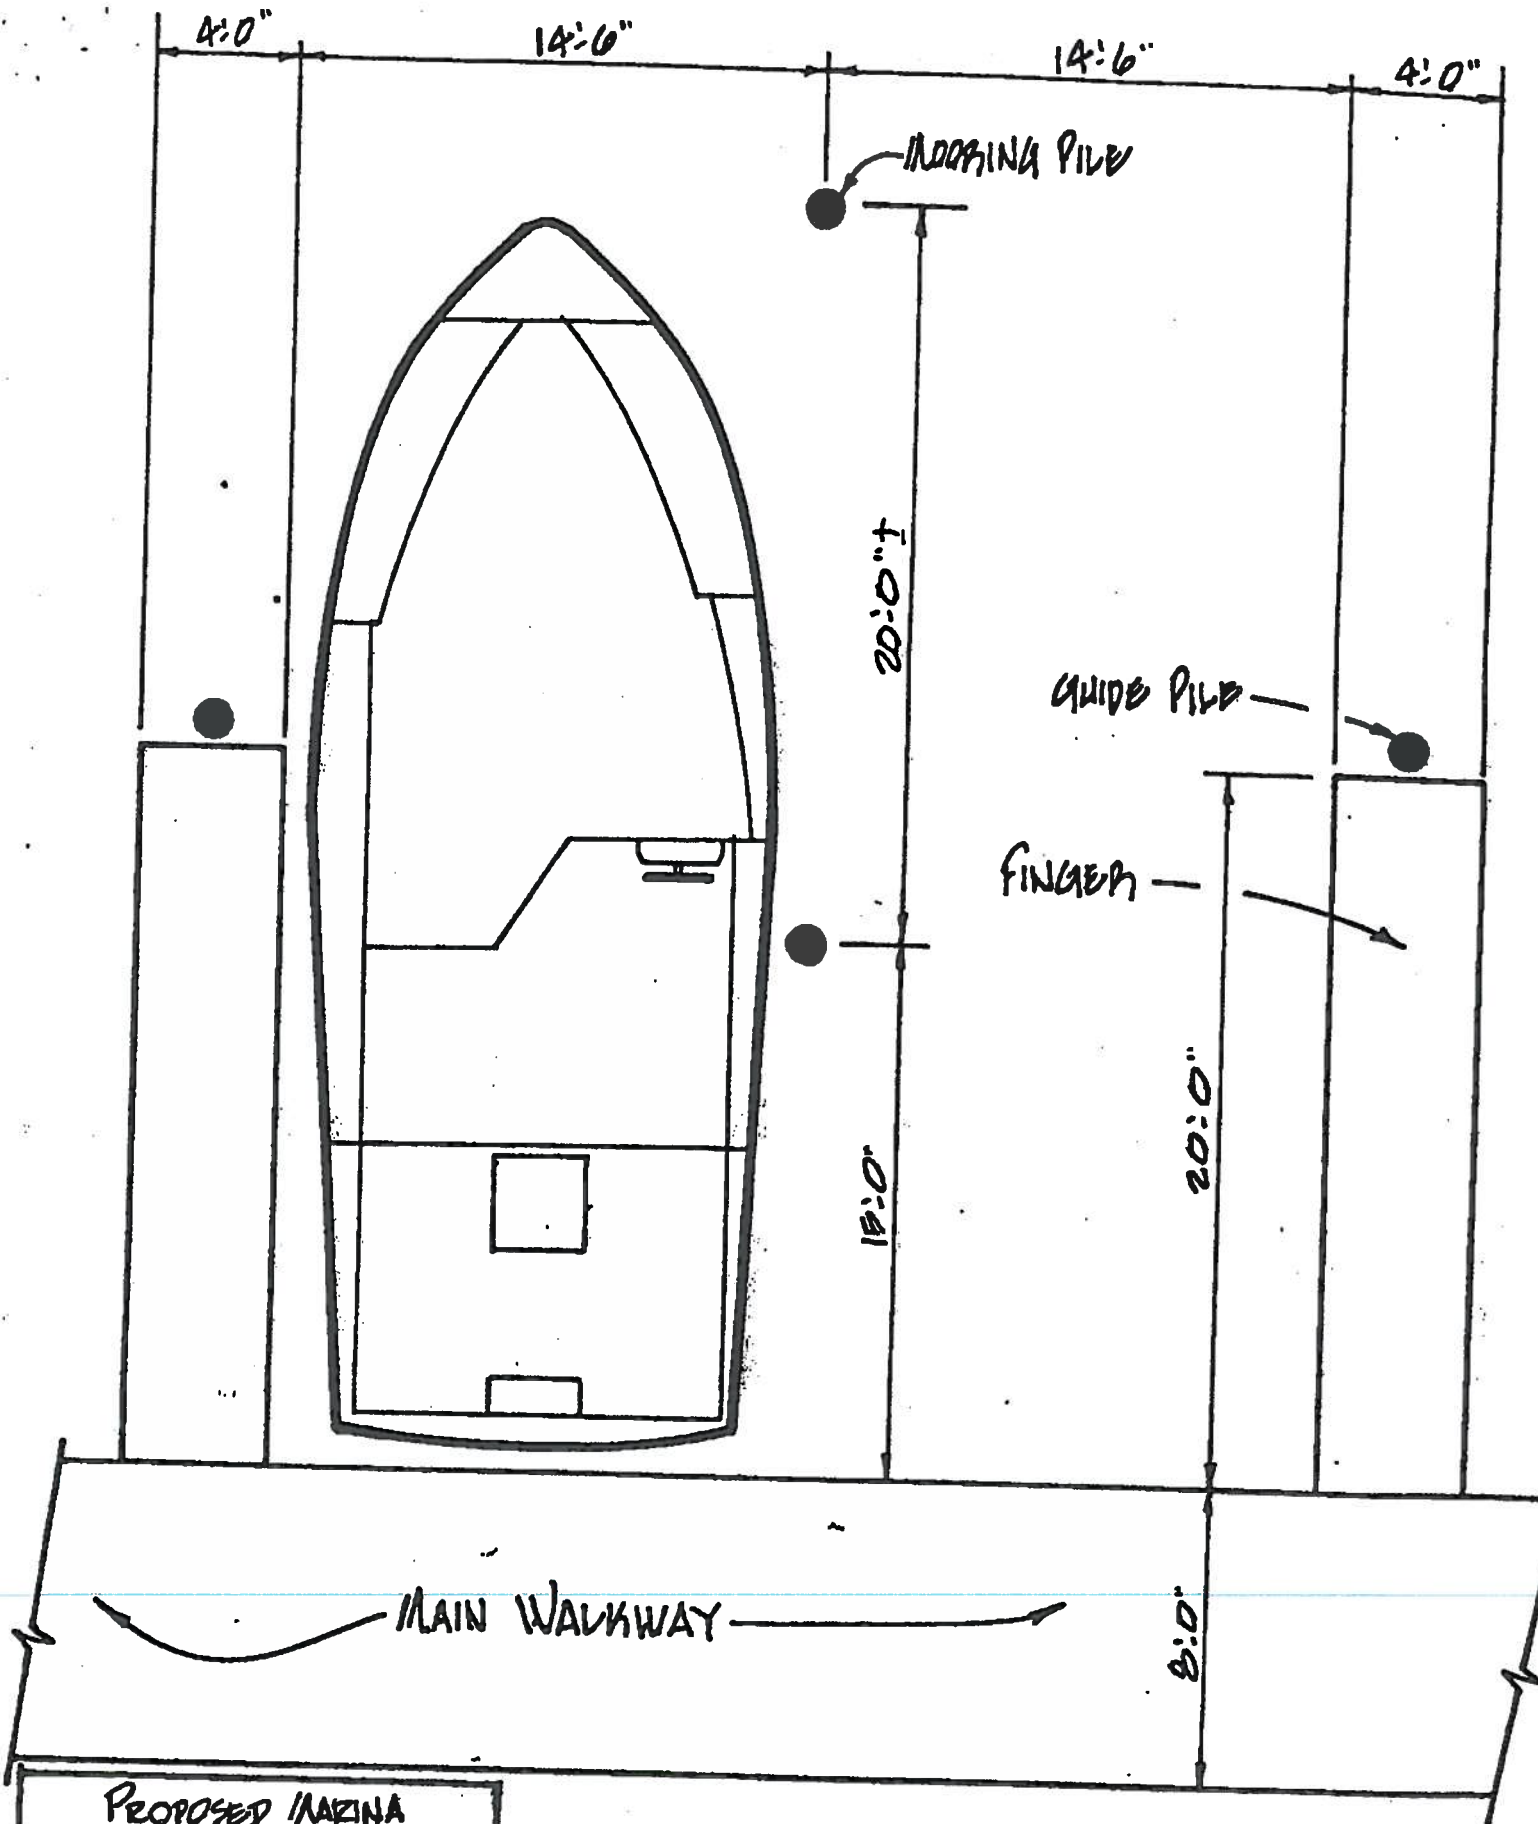 4'-0"
14'-6"
14'-6"
4'-0"
MOORING PILE
20'-0"±
GUIDE PILE
FINGER
15'-0"
20'-0"
MAIN WALKWAY
8'-0"
PROPOSED MARINA